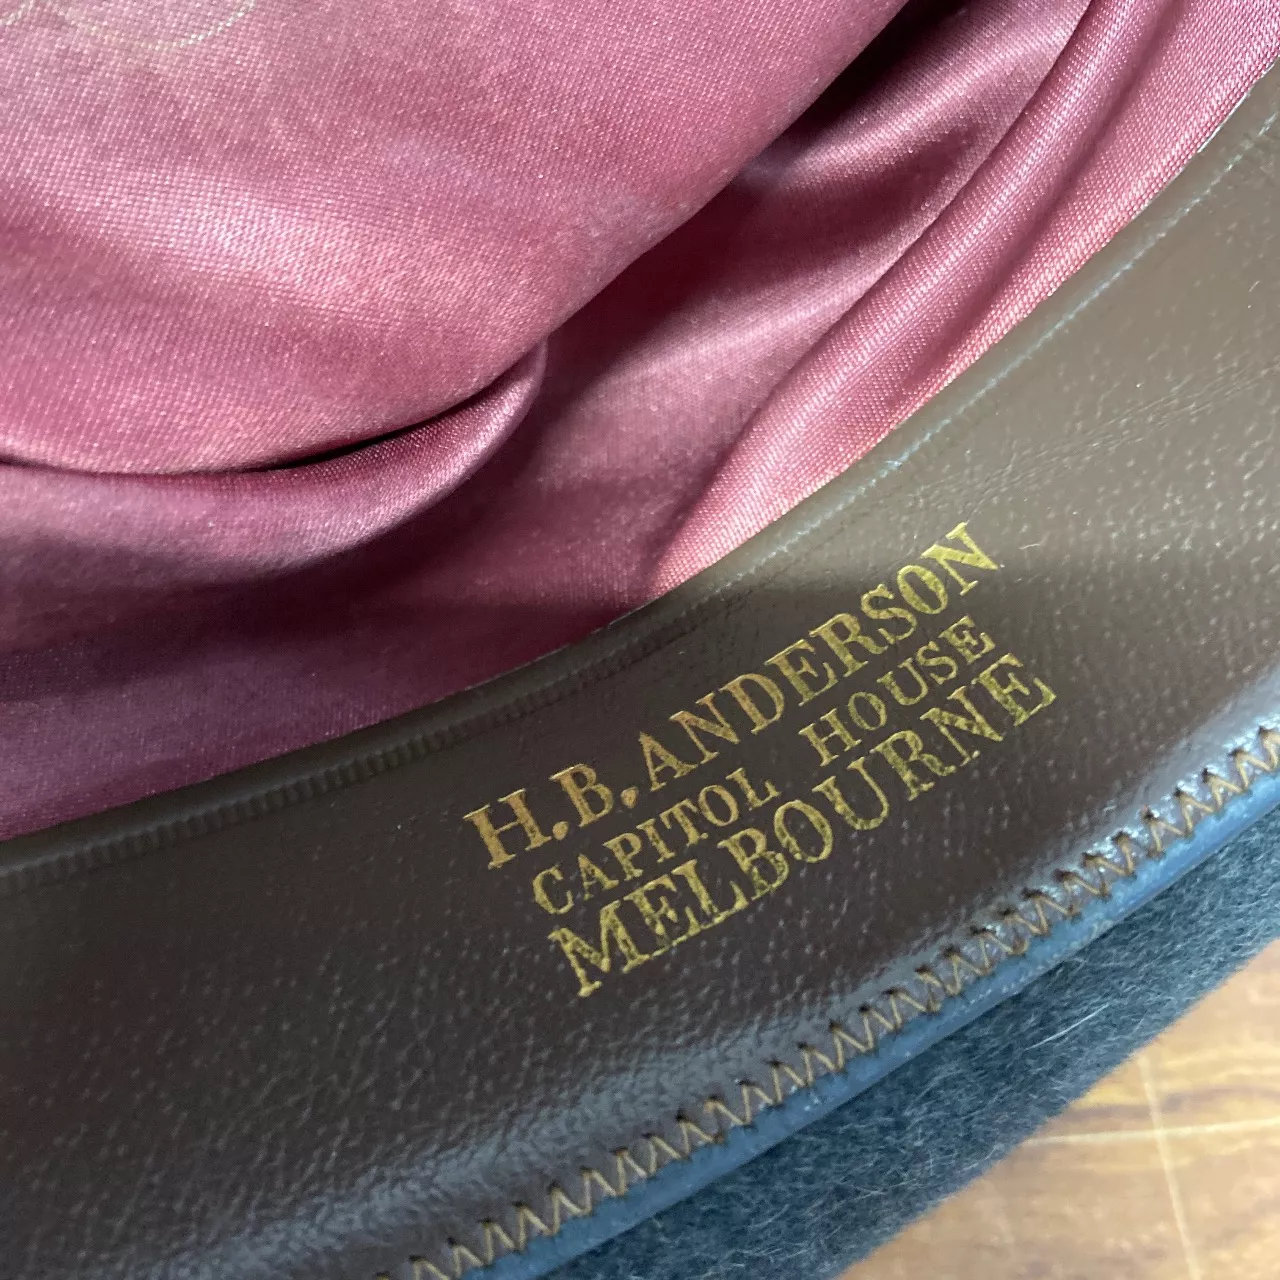 H.B. ANDERSON
CAPITOL HOUSE
MELBOURNE